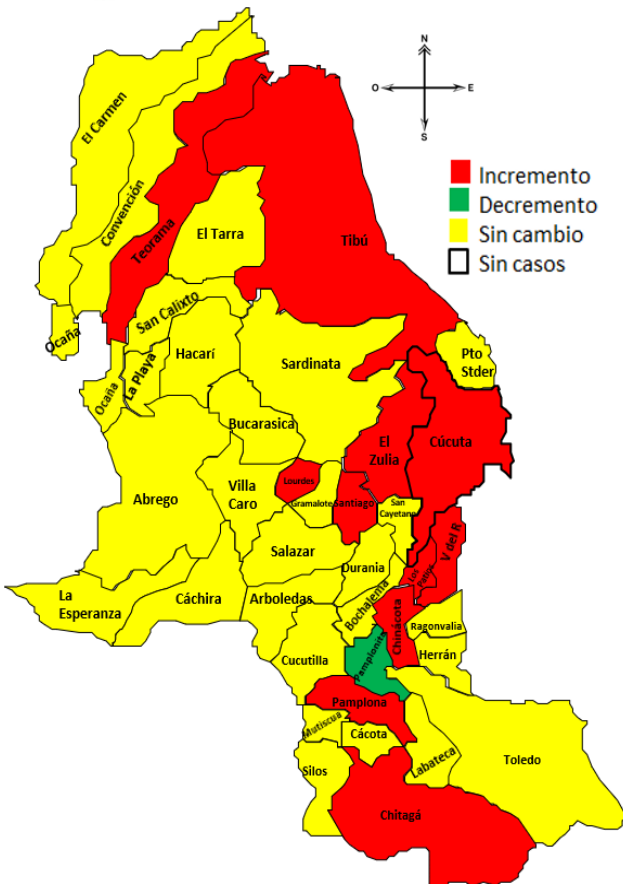 N
O
E
S
Incremento
Decremento
Sin cambio
Sin casos
El Carmen
Convención
Teorama
El Tarra
Tibú
San Calixto
Ocaña
Hacarí
La Playa
Ocaña
Sardinata
Pto
Stder
Bucarasica
El
Zulia
Cúcuta
Abrego
Villa
Caro
Lourdes
Gramalote
Santiago
San
Cayetano
Salazar
Durania
Los Patios
V del R
La
Esperanza
Cáchira
Arboledas
Bochalema
Chinácota
Ragonvalia
Cucutilla
Pamplonita
Herrán
Pamplona
Mutiscua
Cácota
Labateca
Toledo
Silos
Chitagá